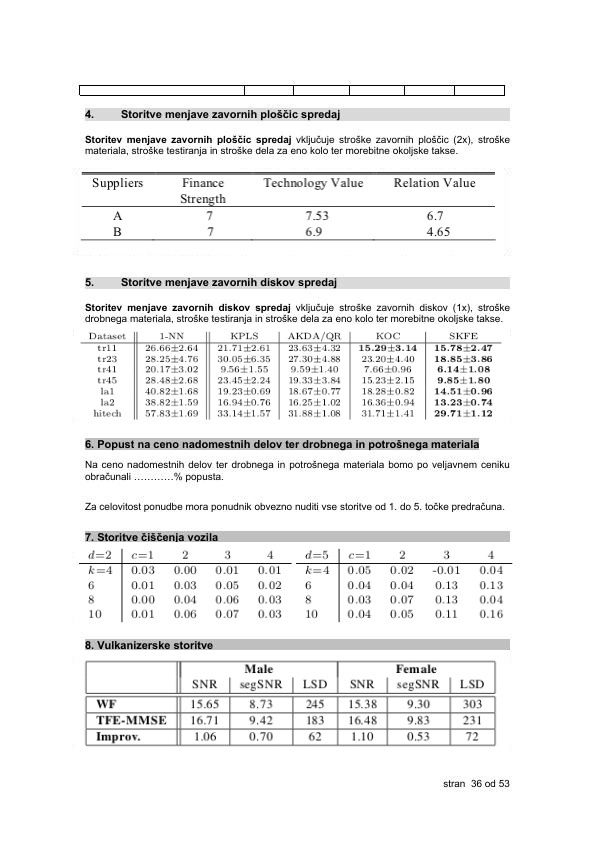 4. Storitve menjave zavornih ploščic spredaj
Storitev menjave zavornih ploščic spredaj vključuje stroške zavornih ploščic (2x), stroške
materiala, stroške testiranja in stroške dela za eno kolo ter morebitne okoljske takse.
Suppliers Finance Technology Value Relation Value
Strength
A 7 7.53 6.7
B 7 6.9 4.65
5. Storitve menjave zavornih diskov spredaj
Storitev menjave zavornih diskov spredaj vključuje stroške zavornih diskov (1x), stroške
drobnega materiala, stroške testiranja in stroške dela za eno kolo ter morebitne okoljske takse.
Dataset 1-NN KPLS AKDA/QR KOC SKFE
tr11 26.66±2.64 21.71±2.61 23.63±4.32 15.29±3.14 15.78±2.47
tr23 28.25±4.76 30.05±6.35 27.30±4.88 23.20±4.40 18.85±3.86
tr41 20.17±3.02 9.56±1.55 9.59±1.40 7.66±0.96 6.14±1.08
tr45 28.48±2.68 23.45±2.24 19.33±3.84 15.23±2.15 9.85±1.80
la1 40.82±1.68 19.23±0.69 18.67±0.77 18.28±0.82 14.51±0.96
la2 38.82±1.59 16.94±0.76 16.25±1.02 16.36±0.94 13.23±0.74
hitech 57.83±1.69 33.14±1.57 31.88±1.08 31.71±1.41 29.71±1.12
6. Popust na ceno nadomestnih delov ter drobnega in potrošnega materiala
Na ceno nadomestnih delov ter drobnega in potrošnega materiala bomo po veljavnem ceniku
obračunali …………% popusta.
Za celovitost ponudbe mora ponudnik obvezno nuditi vse storitve od 1. do 5. točke predračuna.
7. Storitve čiščenja vozila
d=2 c=1 2 3 4 d=5 c=1 2 3 4
k=4 0.03 0.00 0.01 0.01 k=4 0.05 0.02 -0.01 0.04
6 0.01 0.03 0.05 0.02 6 0.04 0.04 0.13 0.13
8 0.00 0.04 0.06 0.03 8 0.03 0.07 0.13 0.04
10 0.01 0.06 0.07 0.03 10 0.04 0.05 0.11 0.16
8. Vulkanizerske storitve
Male Female
SNR segSNR LSD SNR segSNR LSD
WF 15.65 8.73 245 15.38 9.30 303
TFE-MMSE 16.71 9.42 183 16.48 9.83 231
Improv. 1.06 0.70 62 1.10 0.53 72
stran 36 od 53